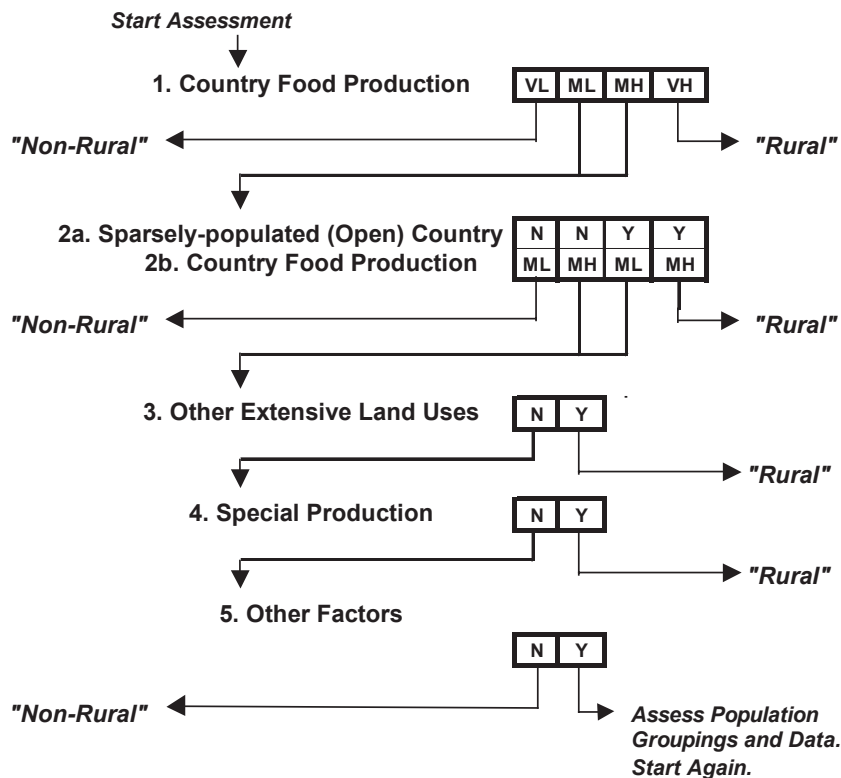 Start Assessment
1. Country Food Production VL ML MH VH
"Non-Rural" "Rural"
2a. Sparsely-populated (Open) Country N N Y Y
2b. Country Food Production ML MH ML MH
"Non-Rural" "Rural"
3. Other Extensive Land Uses N Y
"Rural"
4. Special Production N Y
"Rural"
5. Other Factors
N Y
"Non-Rural"
Assess Population
Groupings and Data.
Start Again.